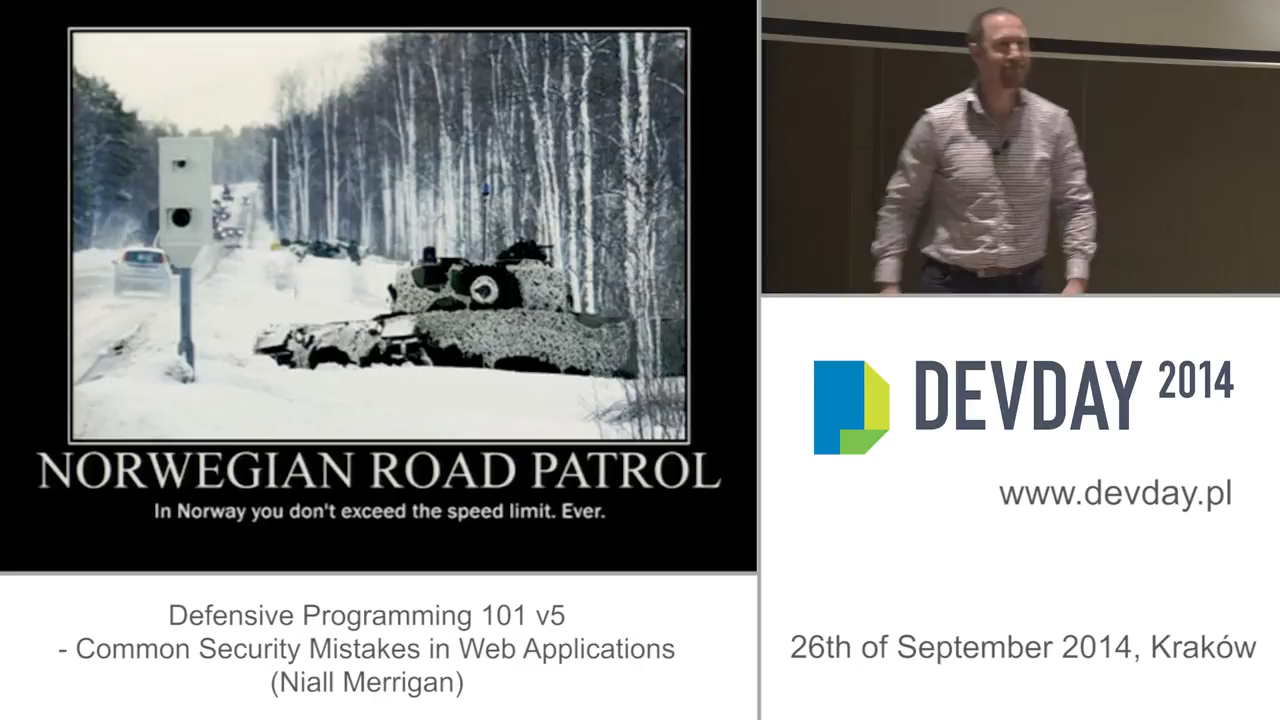 NORWEGIAN ROAD PATROL
In Norway you don't exceed the speed limit. Ever.
Defensive Programming 101 v5
- Common Security Mistakes in Web Applications
(Niall Merrigan)
DEVDAY 2014
www.devday.pl
26th of September 2014, Kraków